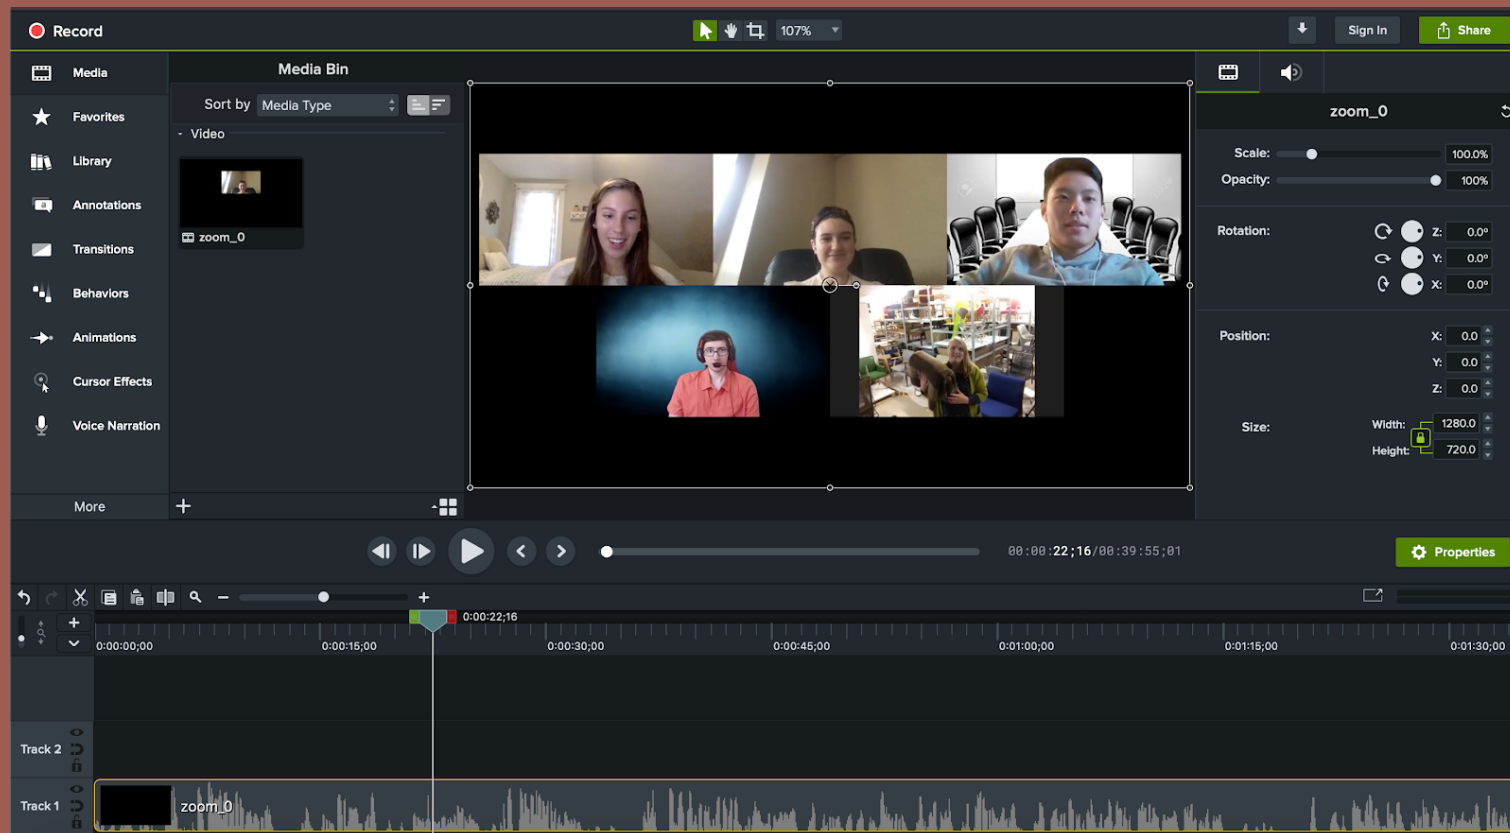 Record
107%
Sign In
Share
Media
Favorites
Library
Annotations
Transitions
Behaviors
Animations
Cursor Effects
Voice Narration
More
Media Bin
Sort by Media Type
- Video
zoom_0
zoom_0
Scale: 100.0%
Opacity: 100%
Rotation: Z: 0.0°
Y: 0.0°
X: 0.0°
Position: X: 0.0
Y: 0.0
Z: 0.0
Size: Width: 1280.0
Height: 720.0
00:00:22;16/00:39:55;01
Properties
0:00:22;16
0:00:00;00 0:00:15;00 0:00:30;00 0:00:45;00 0:01:00;00 0:01:15;00 0:01:30;00
Track 2
Track 1
zoom_0